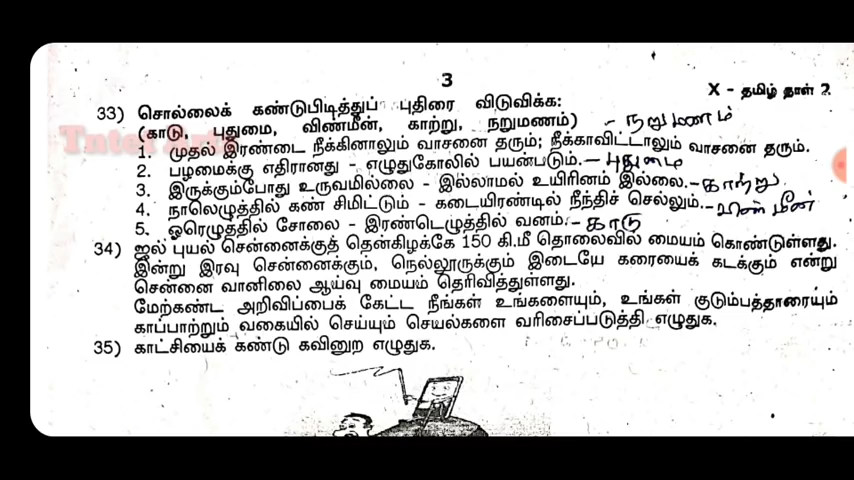 3
X - தமிழ் தாள் 2
33) சொல்லைக் கண்டுபிடித்துப் புதிரை விடுவிக்க:
(காடு, புதுமை, விண்மீன், காற்று, நறுமணம்) - நறுமணம்
1. முதல் இரண்டை நீக்கினாலும் வாசனை தரும்; நீக்காவிட்டாலும் வாசனை தரும்.
2. பழமைக்கு எதிரானது - எழுதுகோலில் பயன்படும். - புதுமை
3. இருக்கும்போது உருவமில்லை - இல்லாமல் உயிரினம் இல்லை. - காற்று
4. நாலெழுத்தில் கண் சிமிட்டும் - கடையிரண்டில் நீந்திச் செல்லும். - விண் மீன்
5. ஓரெழுத்தில் சோலை - இரண்டெழுத்தில் வனம். - காடு
34) ஜல் புயல் சென்னைக்குத் தென்கிழக்கே 150 கி.மீ தொலைவில் மையம் கொண்டுள்ளது.
இன்று இரவு சென்னைக்கும், நெல்லூருக்கும் இடையே கரையைக் கடக்கும் என்று
சென்னை வானிலை ஆய்வு மையம் தெரிவித்துள்ளது.
மேற்கண்ட அறிவிப்பைக் கேட்ட நீங்கள் உங்களையும், உங்கள் குடும்பத்தாரையும்
காப்பாற்றும் வகையில் செய்யும் செயல்களை வரிசைப்படுத்தி எழுதுக.
35) காட்சியைக் கண்டு கவினுற எழுதுக.